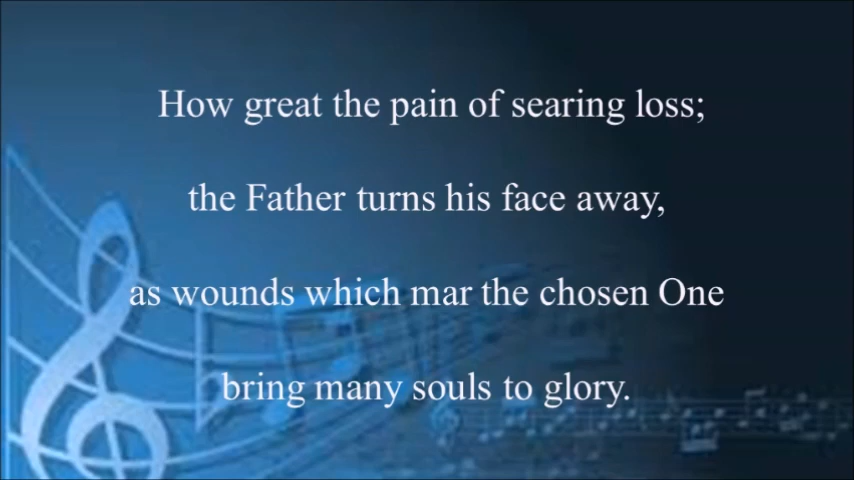 How great the pain of searing loss;
the Father turns his face away,
as wounds which mar the chosen One
bring many souls to glory.